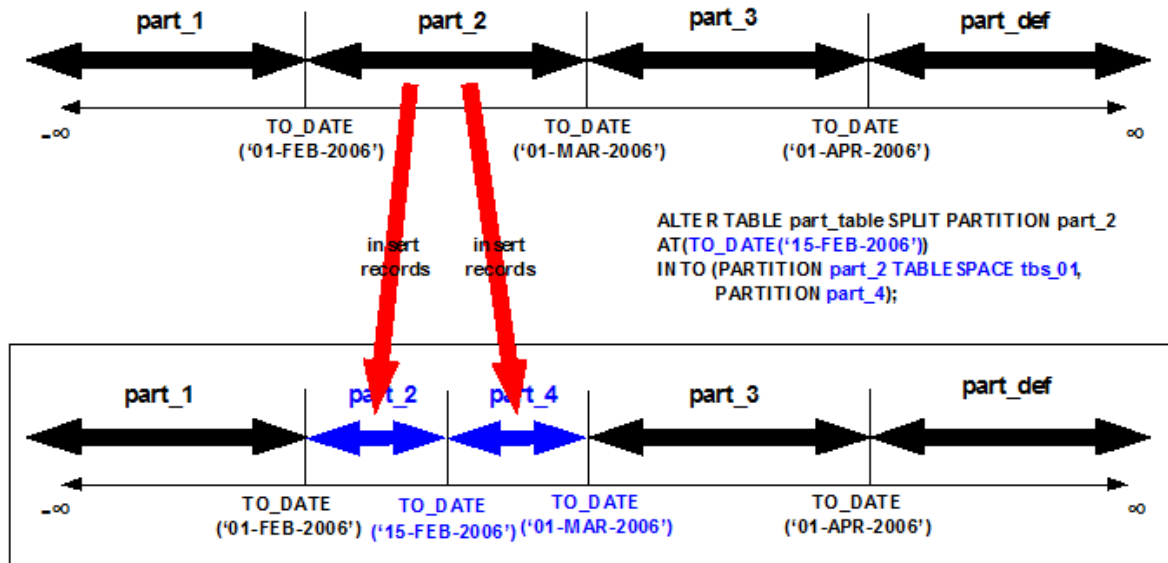 part_1 part_2 part_3 part_def
-∞ TO_DATE TO_DATE TO_DATE ∞
(‘01-FEB-2006’) (‘01-MAR-2006’) (‘01-APR-2006’)
ALTER TABLE part_table SPLIT PARTITION part_2
AT(TO_DATE(‘15-FEB-2006’))
INTO (PARTITION part_2 TABLESPACE tbs_01,
PARTITION part_4);
insert insert
records records
part_1 part_2 part_4 part_3 part_def
-∞ TO_DATE TO_DATE TO_DATE TO_DATE ∞
(‘01-FEB-2006’) (‘15-FEB-2006’) (‘01-MAR-2006’) (‘01-APR-2006’)